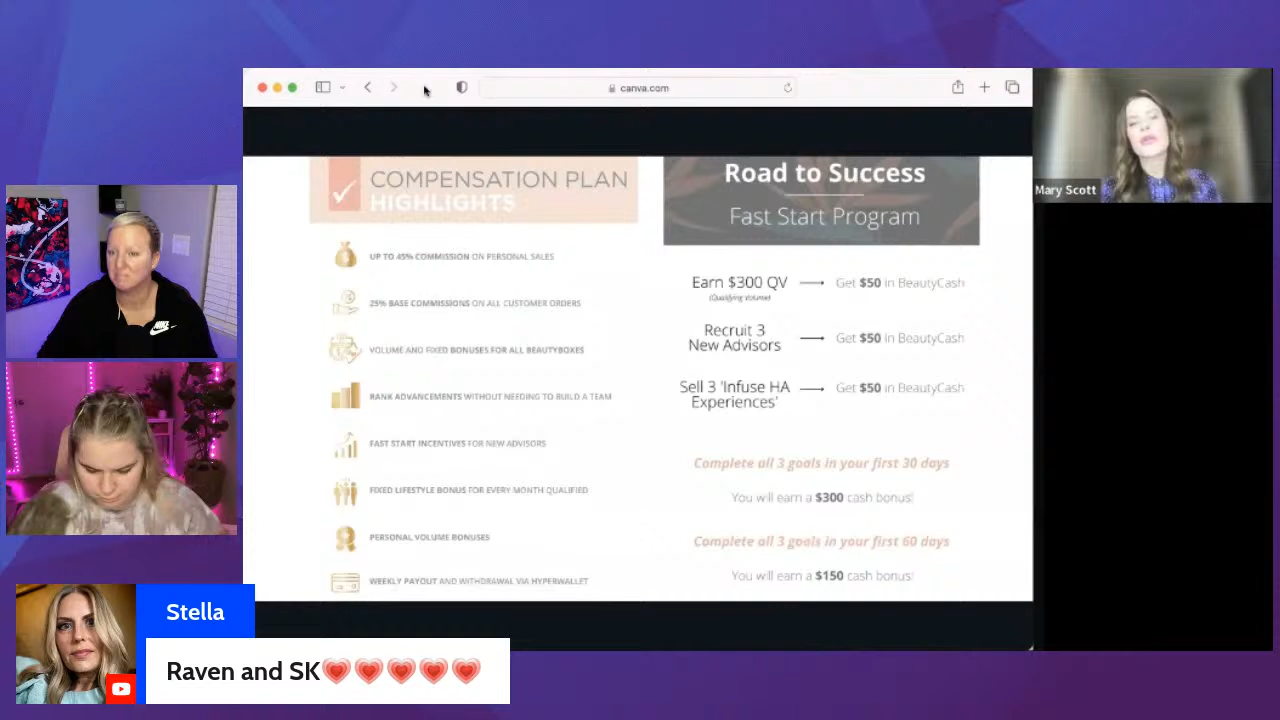 canva.com
COMPENSATION PLAN
HIGHLIGHTS
UP TO 45% COMMISSION ON PERSONAL SALES
25% BASE COMMISSIONS ON ALL CUSTOMER ORDERS
VOLUME AND FIXED BONUSES FOR ALL BEAUTYBOXES
RANK ADVANCEMENTS WITHOUT NEEDING TO BUILD A TEAM
FAST START INCENTIVES FOR NEW ADVISORS
FIXED LIFESTYLE BONUS FOR EVERY MONTH QUALIFIED
PERSONAL VOLUME BONUSES
WEEKLY PAYOUT AND WITHDRAWAL VIA HYPERWALLET
Road to Success
Fast Start Program
Earn $300 QV
(Qualifying Volume)
Get $50 in BeautyCash
Recruit 3
New Advisors
Get $50 in BeautyCash
Sell 3 'Infuse HA
Experiences'
Get $50 in BeautyCash
Complete all 3 goals in your first 30 days
You will earn a $300 cash bonus!
Complete all 3 goals in your first 60 days
You will earn a $150 cash bonus!
Mary Scott
Stella
Raven and SK💗💗💗💗💗